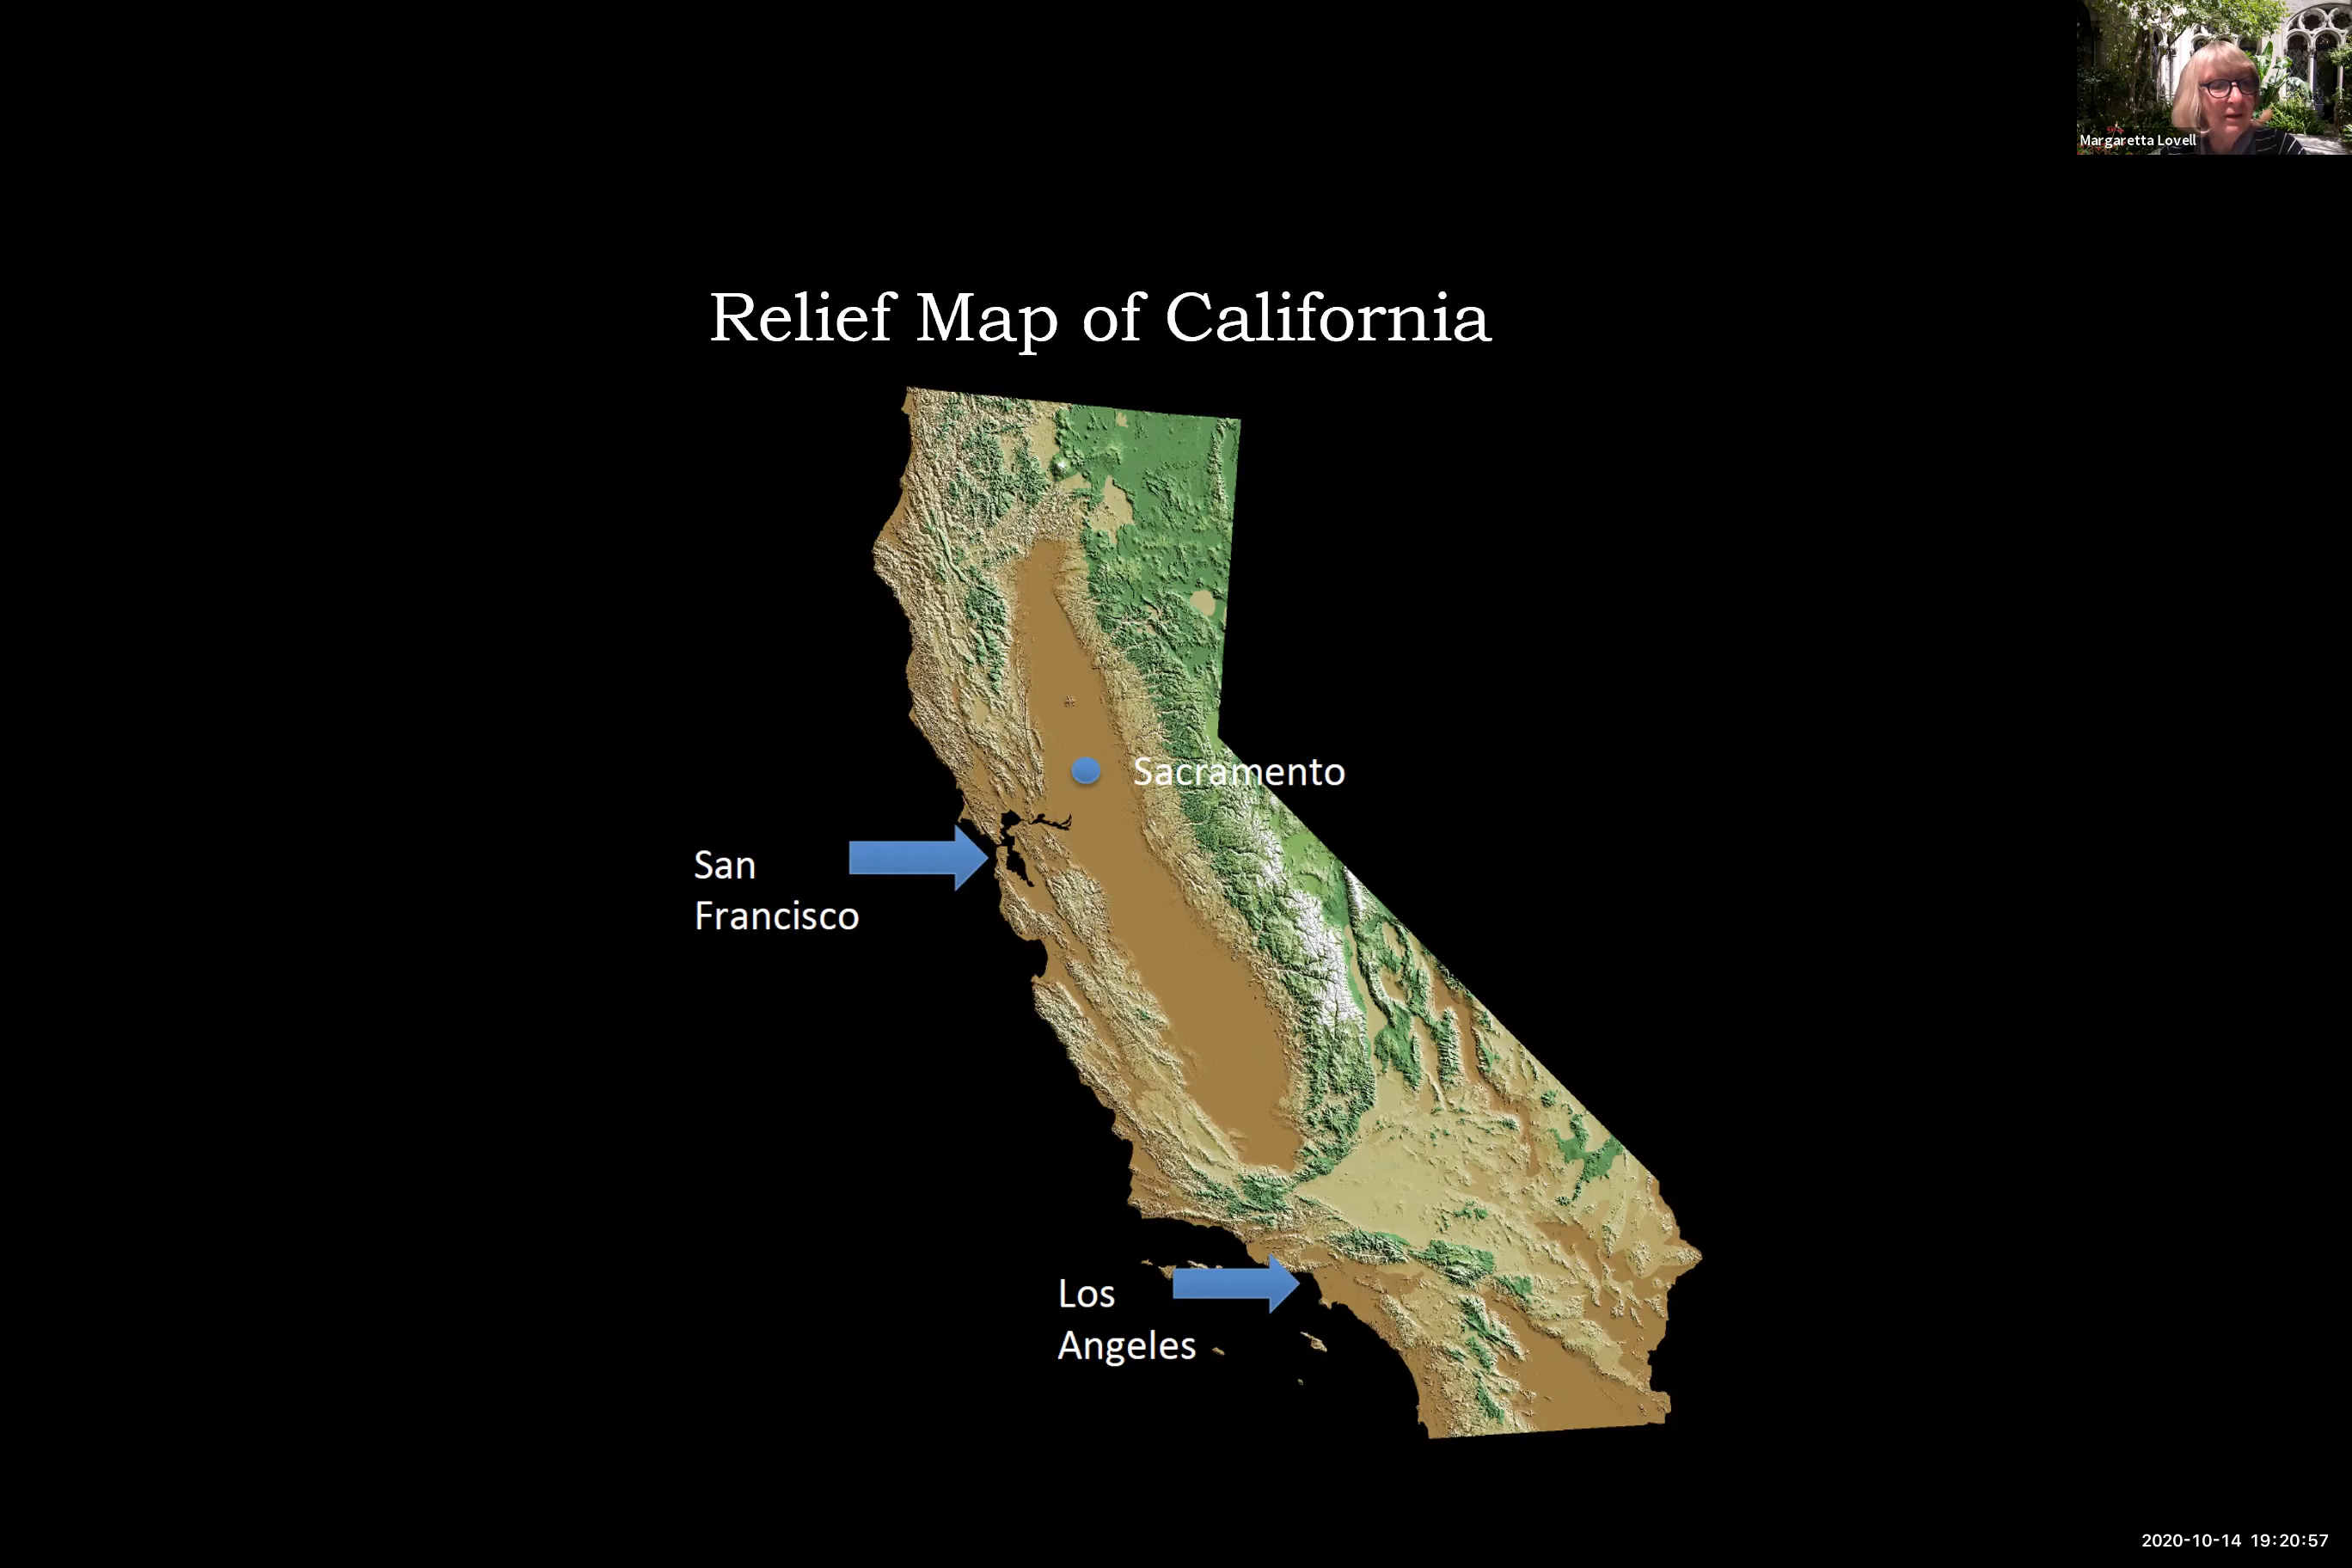 Margaretta Lovell
Relief Map of California
Sacramento
San
Francisco
Los
Angeles
2020-10-14 19:20:57